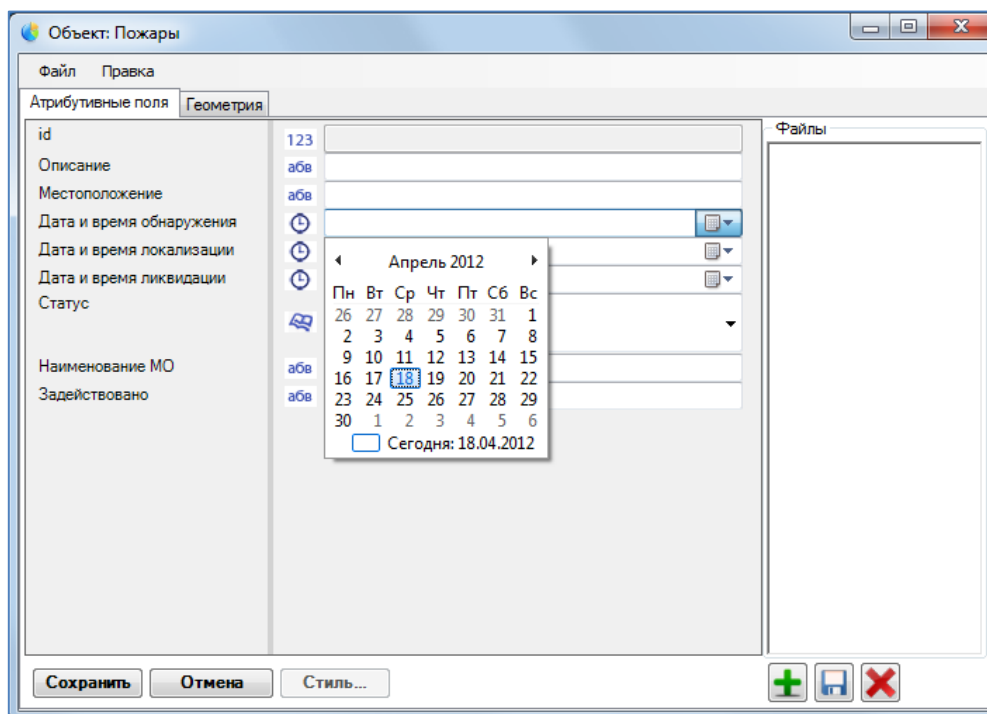 Объект: Пожары
Файл Правка
Атрибутивные поля Геометрия
id 123
Описание абв
Местоположение абв
Дата и время обнаружения
Дата и время локализации
Дата и время ликвидации
Статус
Наименование МО абв
Задействовано абв
Апрель 2012
Пн Вт Ср Чт Пт Сб Вс
26 27 28 29 30 31 1
2 3 4 5 6 7 8
9 10 11 12 13 14 15
16 17 18 19 20 21 22
23 24 25 26 27 28 29
30 1 2 3 4 5 6
Сегодня: 18.04.2012
Файлы
Сохранить Отмена Стиль...